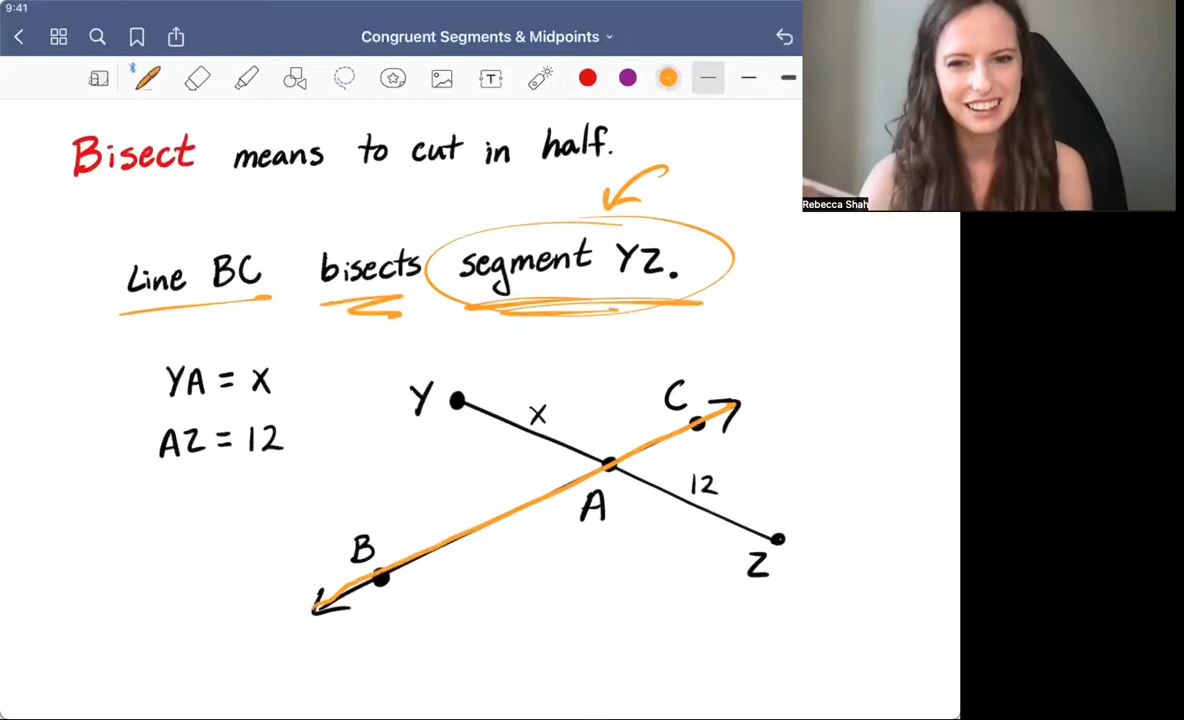 9:41
Congruent Segments & Midpoints
T
Rebecca Shah
Bisect means to cut in half.
Line BC bisects segment YZ.
YA = x
AZ = 12
Y
x
C
A
12
B
Z